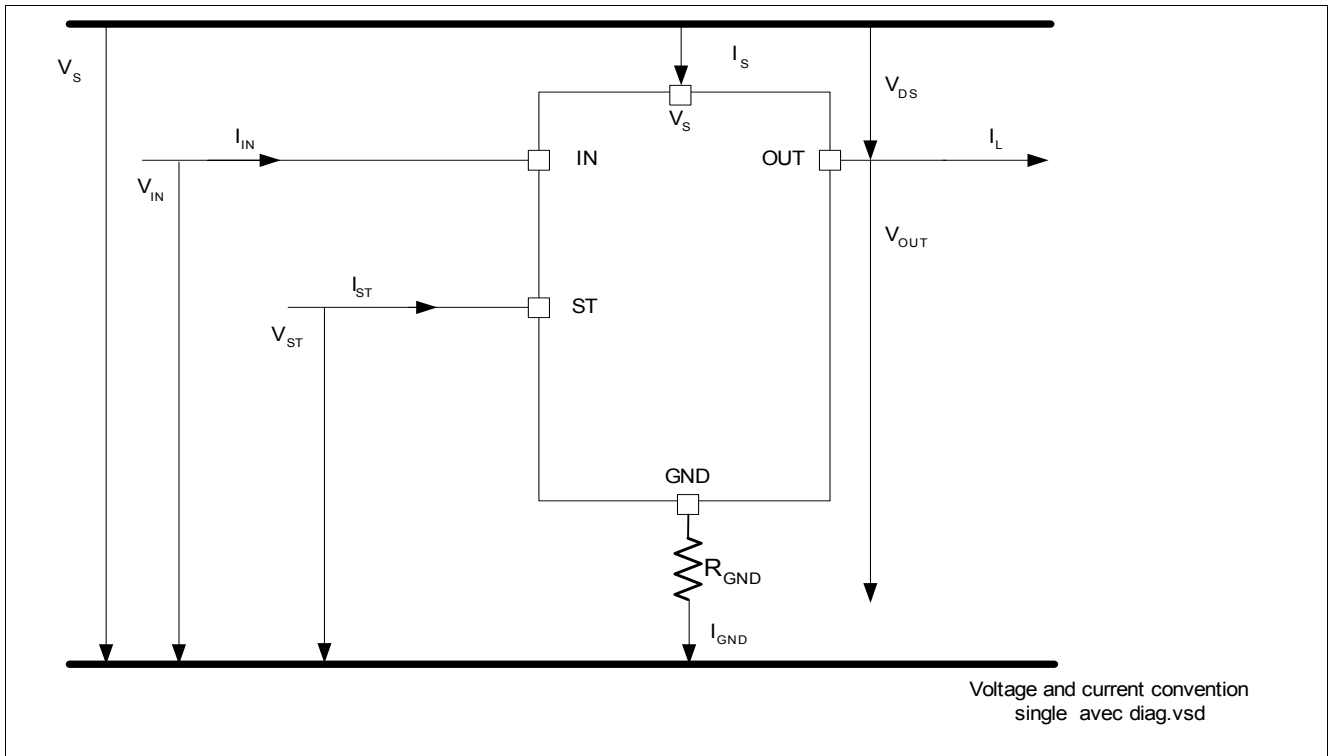 V_S
I_S
V_DS
V_S
I_IN
IN
OUT
I_L
V_IN
V_OUT
I_ST
ST
V_ST
GND
R_GND
I_GND
Voltage and current convention
single avec diag.vsd